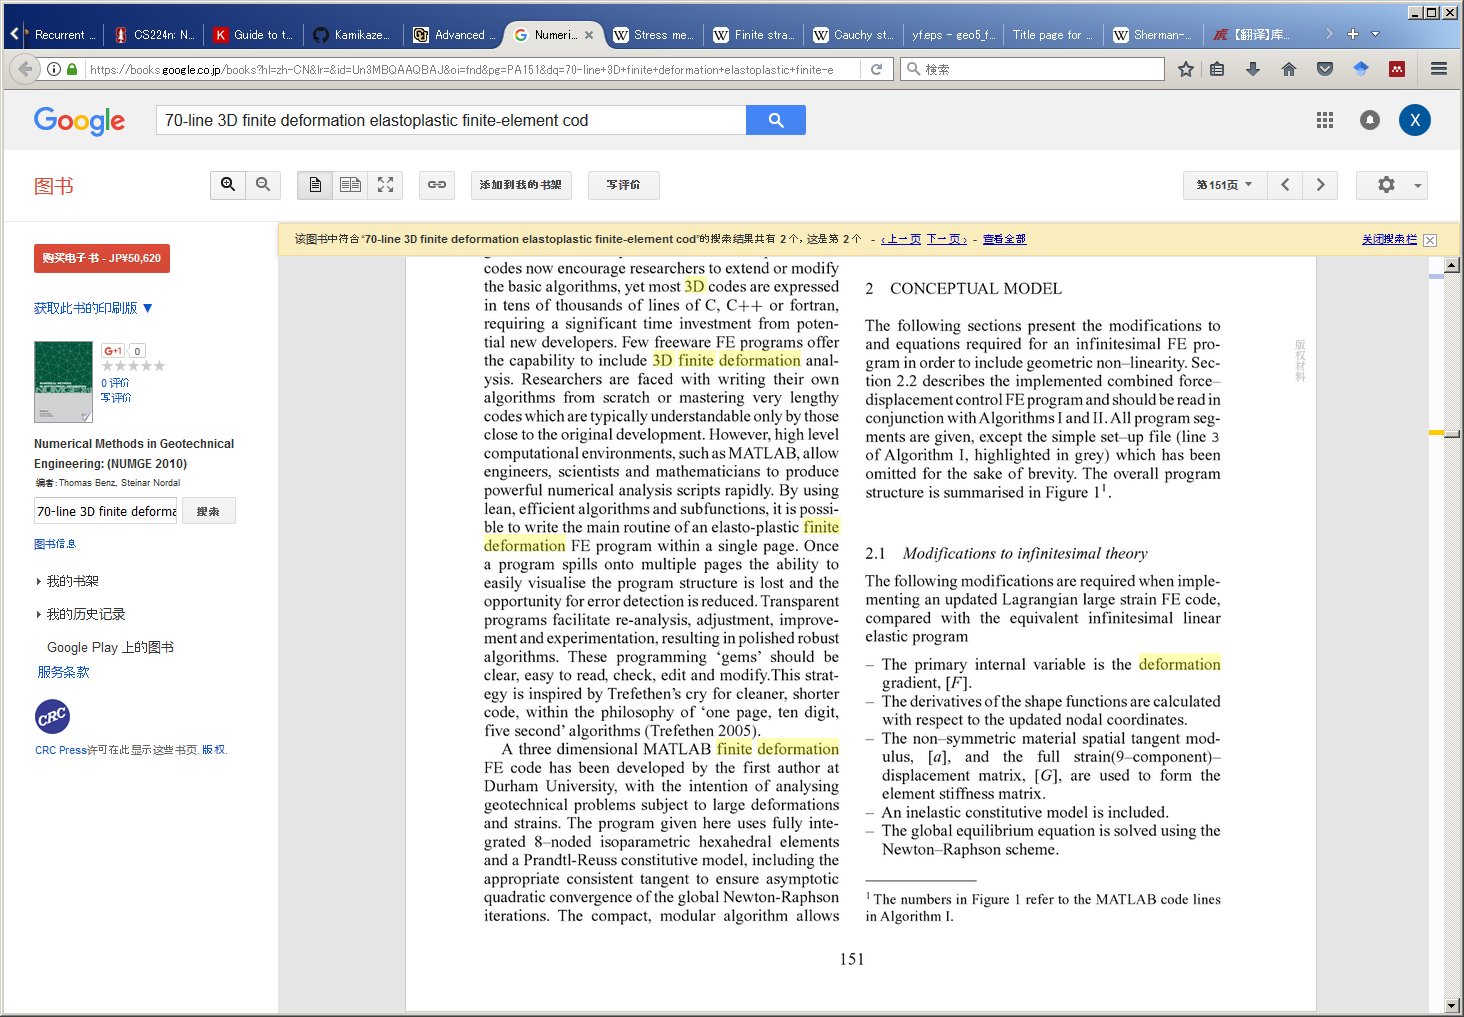 Recurrent ...
CS224n: N...
Guide to t...
Kamikaze...
Advanced ...
Numeri...
Stress me...
Finite stra...
Cauchy st...
yf.eps - geo5_f...
Title page for ...
Sherman-...
【翻译】库...
https://books.google.co.jp/books?hl=zh-CN&lr=&id=Un3MBQAAQBAJ&oi=fnd&pg=PA151&dq=70-line+3D+finite+deformation+elastoplastic+finite-e
検索
Google
70-line 3D finite deformation elastoplastic finite-element cod
X
图书
添加到我的书架
写评价
第151页
该图书中符合"70-line 3D finite deformation elastoplastic finite-element cod"的搜索结果共有 2 个，这是第 2 个 - ‹上一页 下一页› - 查看全部
关闭搜索栏
购买电子书 - JP¥50,620
获取此书的印刷版 ▼
G+1 0
0 评价
写评价
Numerical Methods in Geotechnical
Engineering: (NUMGE 2010)
编者：Thomas Benz, Steinar Nordal
70-line 3D finite deforma
搜索
图书信息
我的书架
我的历史记录
Google Play 上的图书
服务条款
CRC
CRC Press许可在此显示这些书页. 版权.
codes now encourage researchers to extend or modify
the basic algorithms, yet most 3D codes are expressed
in tens of thousands of lines of C, C++ or fortran,
requiring a significant time investment from poten-
tial new developers. Few freeware FE programs offer
the capability to include 3D finite deformation anal-
ysis. Researchers are faced with writing their own
algorithms from scratch or mastering very lengthy
codes which are typically understandable only by those
close to the original development. However, high level
computational environments, such as MATLAB, allow
engineers, scientists and mathematicians to produce
powerful numerical analysis scripts rapidly. By using
lean, efficient algorithms and subfunctions, it is possi-
ble to write the main routine of an elasto-plastic finite
deformation FE program within a single page. Once
a program spills onto multiple pages the ability to
easily visualise the program structure is lost and the
opportunity for error detection is reduced. Transparent
programs facilitate re-analysis, adjustment, improve-
ment and experimentation, resulting in polished robust
algorithms. These programming ‘gems’ should be
clear, easy to read, check, edit and modify.This strat-
egy is inspired by Trefethen’s cry for cleaner, shorter
code, within the philosophy of ‘one page, ten digit,
five second’ algorithms (Trefethen 2005).
A three dimensional MATLAB finite deformation
FE code has been developed by the first author at
Durham University, with the intention of analysing
geotechnical problems subject to large deformations
and strains. The program given here uses fully inte-
grated 8–noded isoparametric hexahedral elements
and a Prandtl-Reuss constitutive model, including the
appropriate consistent tangent to ensure asymptotic
quadratic convergence of the global Newton-Raphson
iterations. The compact, modular algorithm allows
2 CONCEPTUAL MODEL
The following sections present the modifications to
and equations required for an infinitesimal FE pro-
gram in order to include geometric non–linearity. Sec-
tion 2.2 describes the implemented combined force–
displacement control FE program and should be read in
conjunction with Algorithms I and II. All program seg-
ments are given, except the simple set–up file (line 3
of Algorithm I, highlighted in grey) which has been
omitted for the sake of brevity. The overall program
structure is summarised in Figure 1¹.
2.1 Modifications to infinitesimal theory
The following modifications are required when imple-
menting an updated Lagrangian large strain FE code,
compared with the equivalent infinitesimal linear
elastic program
– The primary internal variable is the deformation
gradient, [F].
– The derivatives of the shape functions are calculated
with respect to the updated nodal coordinates.
– The non–symmetric material spatial tangent mod-
ulus, [a], and the full strain(9–component)–
displacement matrix, [G], are used to form the
element stiffness matrix.
– An inelastic constitutive model is included.
– The global equilibrium equation is solved using the
Newton–Raphson scheme.
¹ The numbers in Figure 1 refer to the MATLAB code lines
in Algorithm I.
版权材料
151